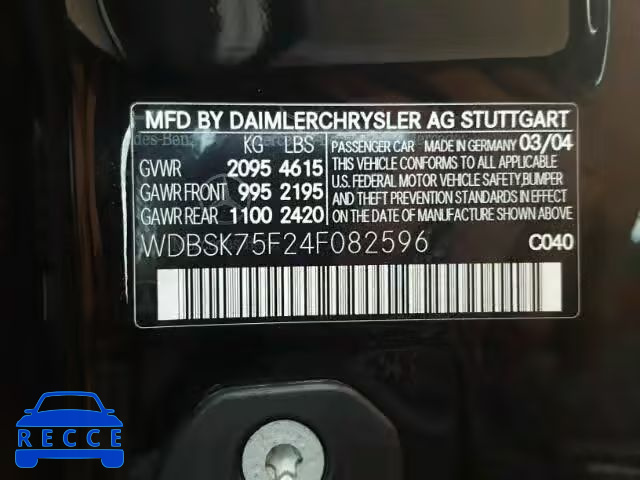 MFD BY DAIMLERCHRYSLER AG STUTTGART
KG LBS
GVWR 2095 4615
GAWR FRONT 995 2195
GAWR REAR 1100 2420
PASSENGER CAR MADE IN GERMANY 03/04
THIS VEHICLE CONFORMS TO ALL APPLICABLE
U.S. FEDERAL MOTOR VEHICLE SAFETY,BUMPER
AND THEFT PREVENTION STANDARDS IN EFFECT
ON THE DATE OF MANUFACTURE SHOWN ABOVE.
WDBSK75F24F082596
C040
RECCE